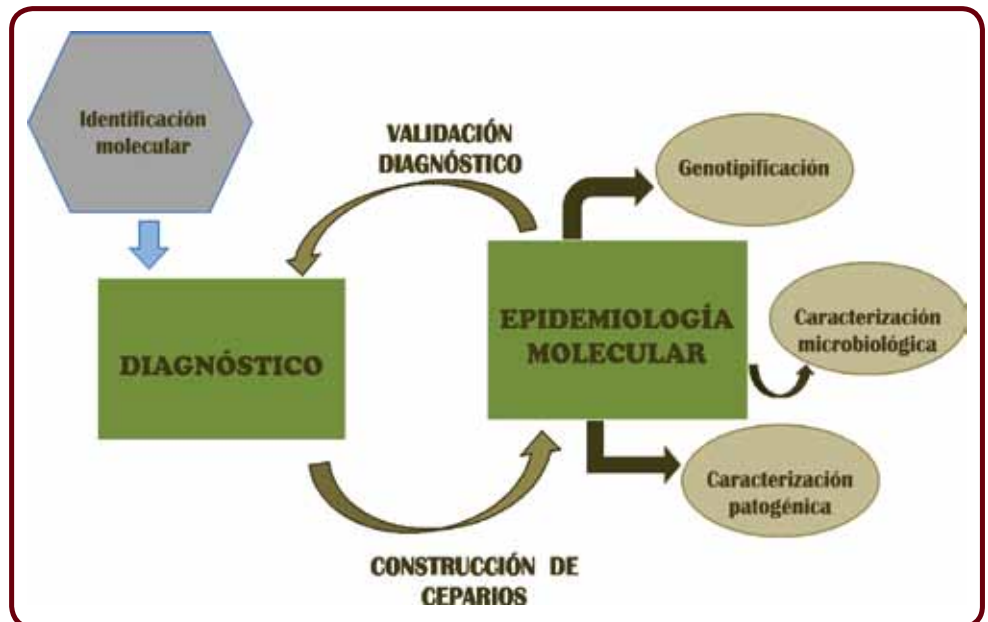 Identificación
molecular
VALIDACIÓN
DIAGNÓSTICO
Genotipificación
DIAGNÓSTICO
EPIDEMIOLOGÍA
MOLECULAR
Caracterización
microbiológica
Caracterización
patogénica
CONSTRUCCIÓN DE
CEPARIOS